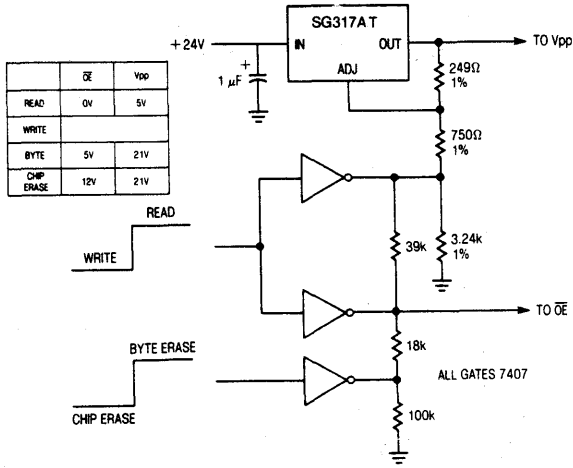 SG317AT
+24V
IN
OUT
TO Vpp
ADJ
+
1 µF
249Ω
1%
750Ω
1%
OE Vpp
READ 0V 5V
WRITE
BYTE 5V 21V
CHIP ERASE 12V 21V
READ
WRITE
39k
3.24k
1%
TO OE
18k
BYTE ERASE
CHIP ERASE
ALL GATES 7407
100k